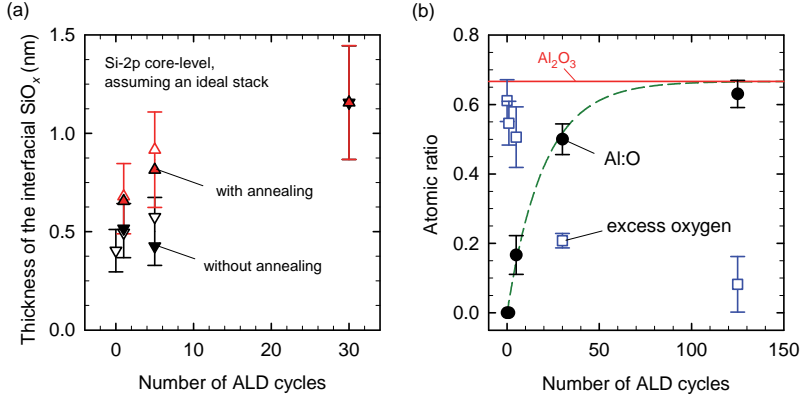 (a)
Thickness of the interfacial SiOₓ (nm)
1.5
1.0
0.5
0.0
Si-2p core-level,
assuming an ideal stack
with annealing
without annealing
0
10
20
30
Number of ALD cycles
(b)
Atomic ratio
0.8
0.6
0.4
0.2
0.0
Al₂O₃
Al:O
excess oxygen
0
50
100
150
Number of ALD cycles